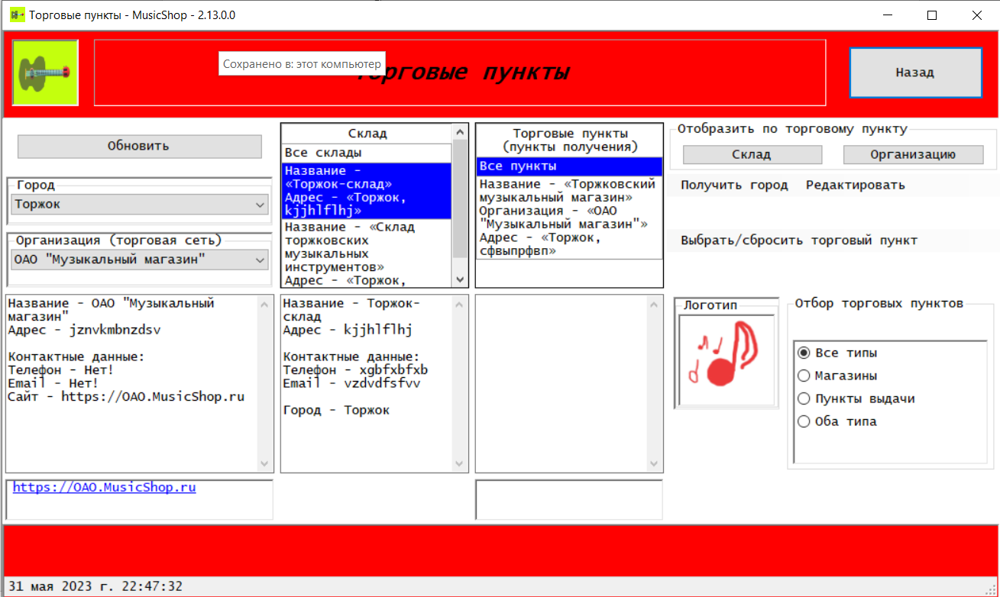 Торговые пункты - MusicShop - 2.13.0.0
Сохранено в: этот компьютер
Торговые пункты
Назад
Обновить
Город
Торжок
Организация (торговая сеть)
ОАО "Музыкальный магазин"
Склад
Все склады
Название -
«Торжок-склад»
Адрес - «Торжок,
kjjhlflhj»
Название - «Склад
торжковских
музыкальных
инструментов»
Адрес - «Торжок,
Торговые пункты
(пункты получения)
Все пункты
Название - «Торжковский
музыкальный магазин»
Организация - «ОАО
"Музыкальный магазин"»
Адрес - «Торжок,
сфвыпрфвп»
Отобразить по торговому пункту
Склад
Организацию
Получить город
Редактировать
Выбрать/сбросить торговый пункт
Название - ОАО "Музыкальный
магазин"
Адрес - jznvkmbnzdsv
Контактные данные:
Телефон - Нет!
Email - Нет!
Сайт - https://OAO.MusicShop.ru
Название - Торжок-
склад
Адрес - kjjhlflhj
Контактные данные:
Телефон - xgbfxbfxb
Email - vzdvdfsfvv
Город - Торжок
Логотип
Отбор торговых пунктов
Все типы
Магазины
Пункты выдачи
Оба типа
https://OAO.MusicShop.ru
31 мая 2023 г. 22:47:32